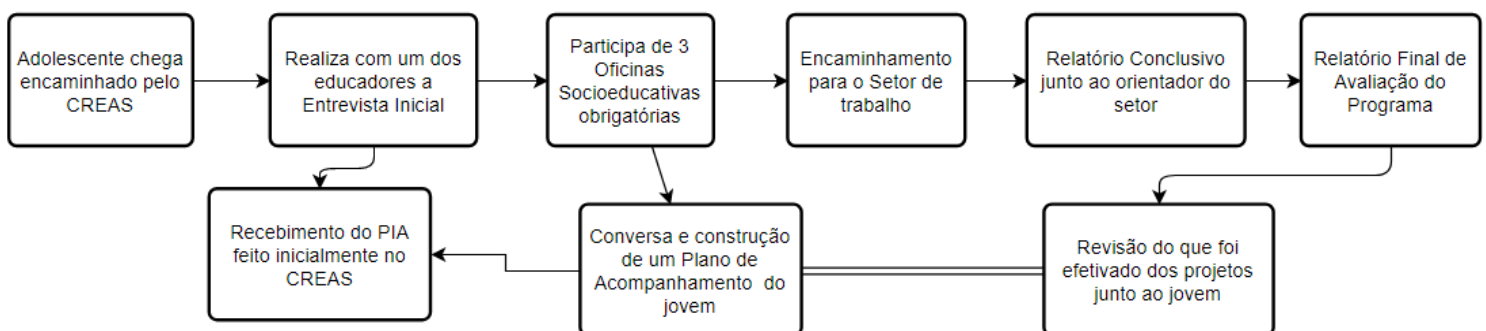 Adolescente chega
encaminhado pelo
CREAS
Realiza com um dos
educadores a
Entrevista Inicial
Participa de 3
Oficinas
Socioeducativas
obrigatórias
Encaminhamento
para o Setor de
trabalho
Relatório Conclusivo
junto ao orientador do
setor
Relatório Final de
Avaliação do
Programa
Recebimento do PIA
feito inicialmente no
CREAS
Conversa e construção
de um Plano de
Acompanhamento do
jovem
Revisão do que foi
efetivado dos projetos
junto ao jovem